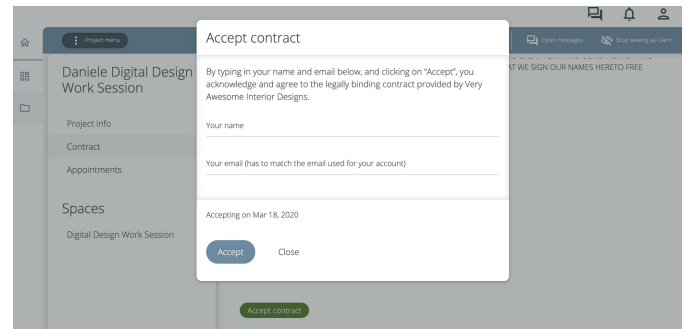 Project menu
Open messages
Stop viewing as Client
AT WE SIGN OUR NAMES HERETO FREE
Daniele Digital Design
Work Session
Project info
Contract
Appointments
Spaces
Digital Design Work Session
Accept contract
By typing in your name and email below, and clicking on “Accept”, you
acknowledge and agree to the legally binding contract provided by Very
Awesome Interior Designs.
Your name
Your email (has to match the email used for your account)
Accepting on Mar 18, 2020
Accept
Close
Accept contract